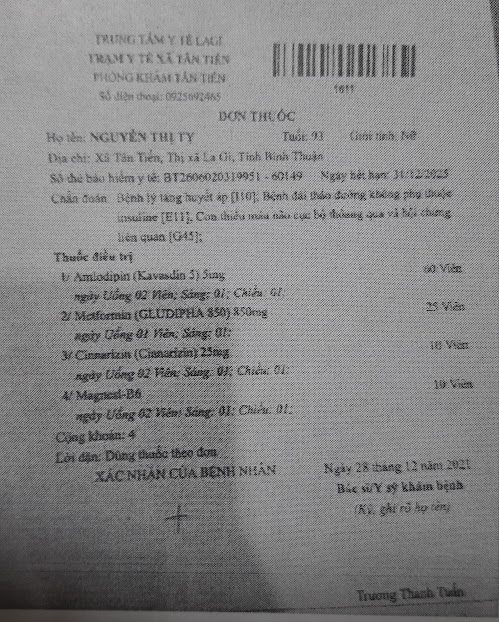 TRUNG TÂM Y TẾ LAGI
TRẠM Y TẾ XÃ TÂN TIẾN
PHÒNG KHÁM TÂN TIẾN
Số điện thoại: 0925692465
1611
ĐƠN THUỐC
Họ tên: NGUYỄN THỊ TY Tuổi: 93 Giới tính: Nữ
Địa chỉ: Xã Tân Tiến, Thị xã La Gi, Tỉnh Bình Thuận
Số thẻ bảo hiểm y tế: BT2606020319951 - 60149 Ngày hết hạn: 31/12/2025
Chẩn đoán: Bệnh lý tăng huyết áp [I10]; Bệnh đái tháo đường không phụ thuộc
insuline [E11], Cơn thiếu máu não cục bộ thoáng qua và hội chứng
liên quan [G45];
Thuốc điều trị
1/ Amlodipin (Kavasdin 5) 5mg 60 Viên
ngày Uống 02 Viên; Sáng: 01; Chiều: 01;
2/ Metformin (GLUDIPHA 850) 850mg 25 Viên
ngày Uống 01 Viên; Sáng: 01;
3/ Cinnarizin (Cinnarizin) 25mg 10 Viên
ngày Uống 02 Viên; Sáng: 01; Chiều: 01;
4/ Magnesi-B6 10 Viên
ngày Uống 02 Viên; Sáng: 01; Chiều: 01;
Cộng khoản: 4
Lời dặn: Dùng thuốc theo đơn
XÁC NHẬN CỦA BỆNH NHÂN
Ngày 28 tháng 12 năm 2021
Bác sĩ/Y sỹ khám bệnh
(Ký, ghi rõ họ tên)
Trương Thanh Tuấn